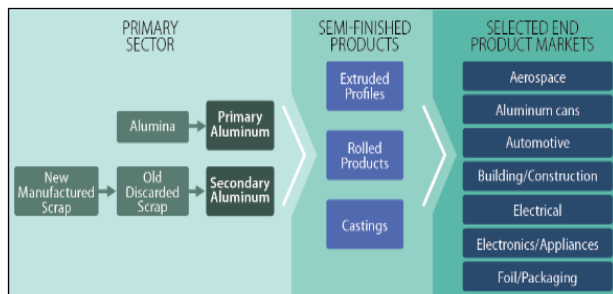 PRIMARY
SECTOR
Alumina
Primary
Aluminum
New
Manufactured
Scrap
Old
Discarded
Scrap
Secondary
Aluminum
SEMI-FINISHED
PRODUCTS
Extruded
Profiles
Rolled
Products
Castings
SELECTED END
PRODUCT MARKETS
Aerospace
Aluminum cans
Automotive
Building/Construction
Electrical
Electronics/Appliances
Foil/Packaging